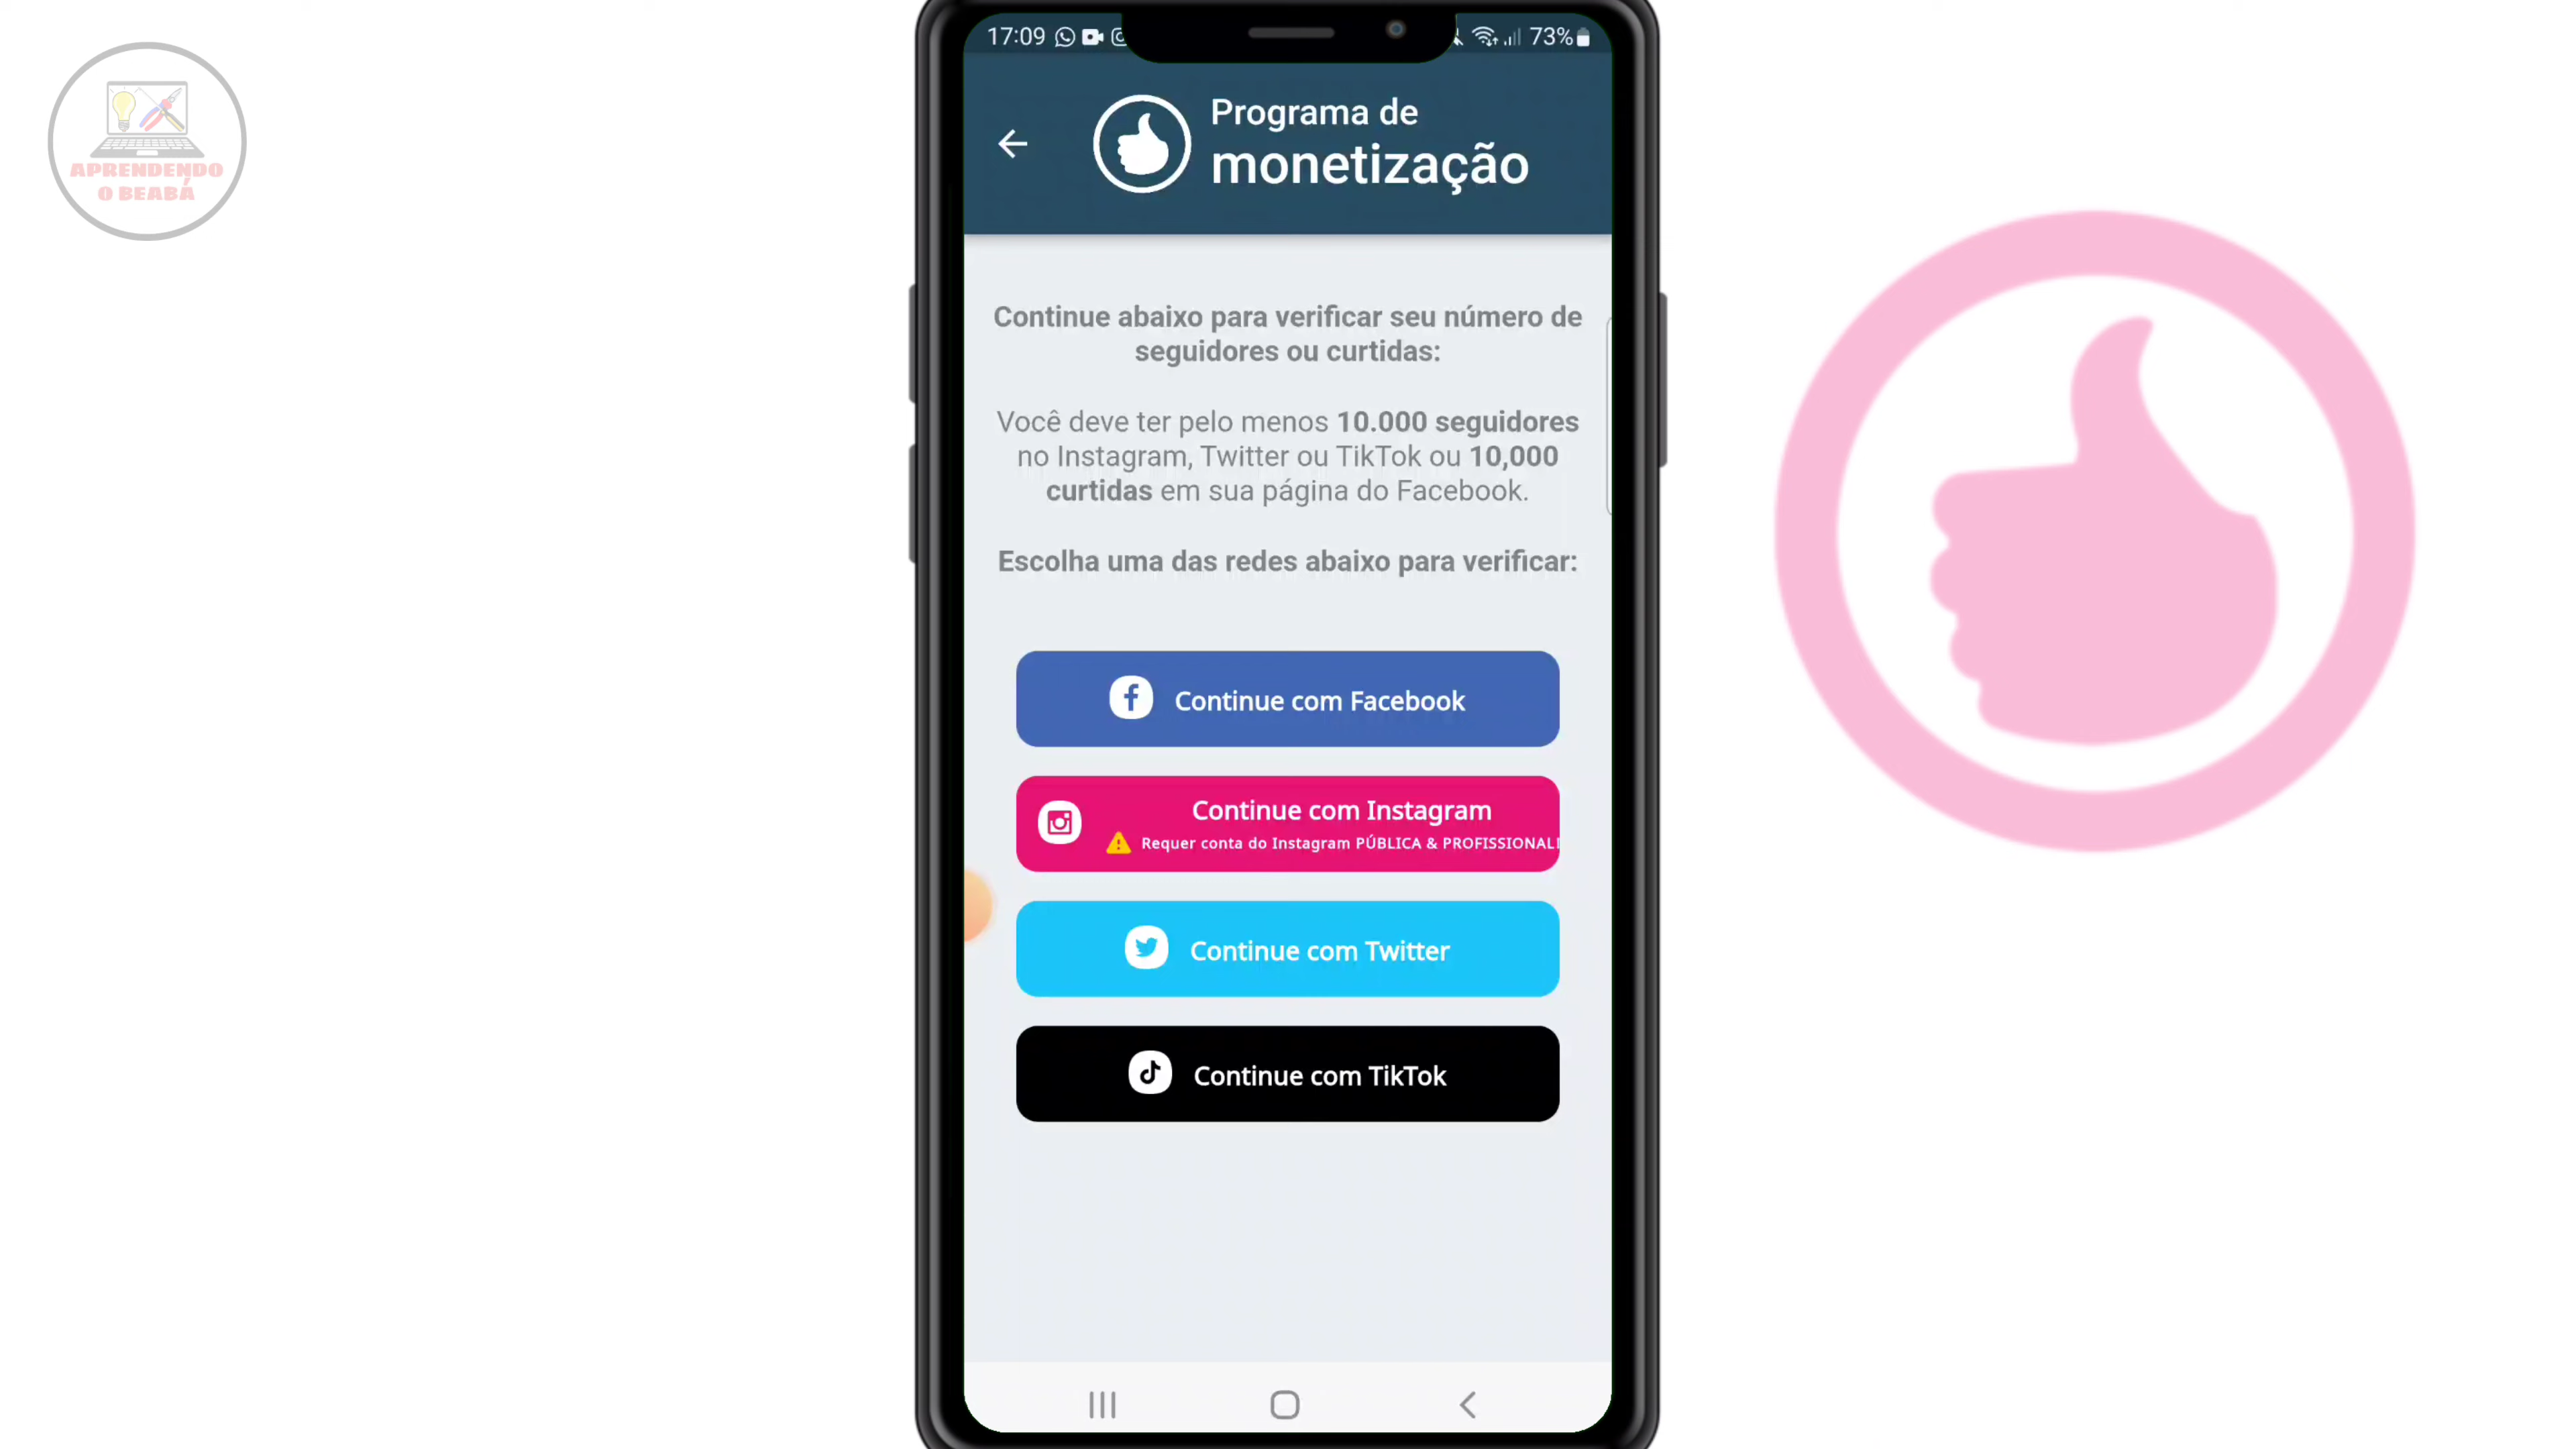 APRENDENDO
O BEABÁ
17:09
73%
Programa de
monetização
Continue abaixo para verificar seu número de
seguidores ou curtidas:
Você deve ter pelo menos 10.000 seguidores
no Instagram, Twitter ou TikTok ou 10,000
curtidas em sua página do Facebook.
Escolha uma das redes abaixo para verificar:
Continue com Facebook
Continue com Instagram
Requer conta do Instagram PÚBLICA & PROFISSIONAL!
Continue com Twitter
Continue com TikTok